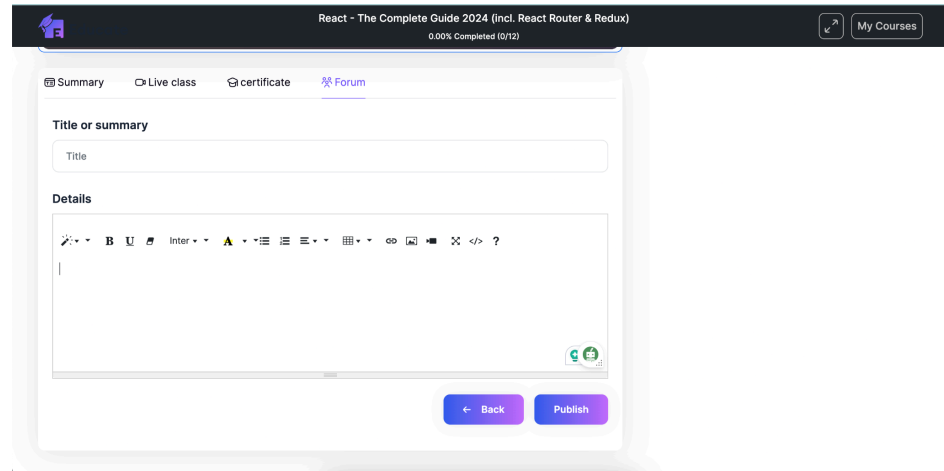 React - The Complete Guide 2024 (incl. React Router & Redux)
0.00% Completed (0/12)
My Courses
Summary Live class certificate Forum
Title or summary
Title
Details
B U Inter A </> ?
← Back Publish